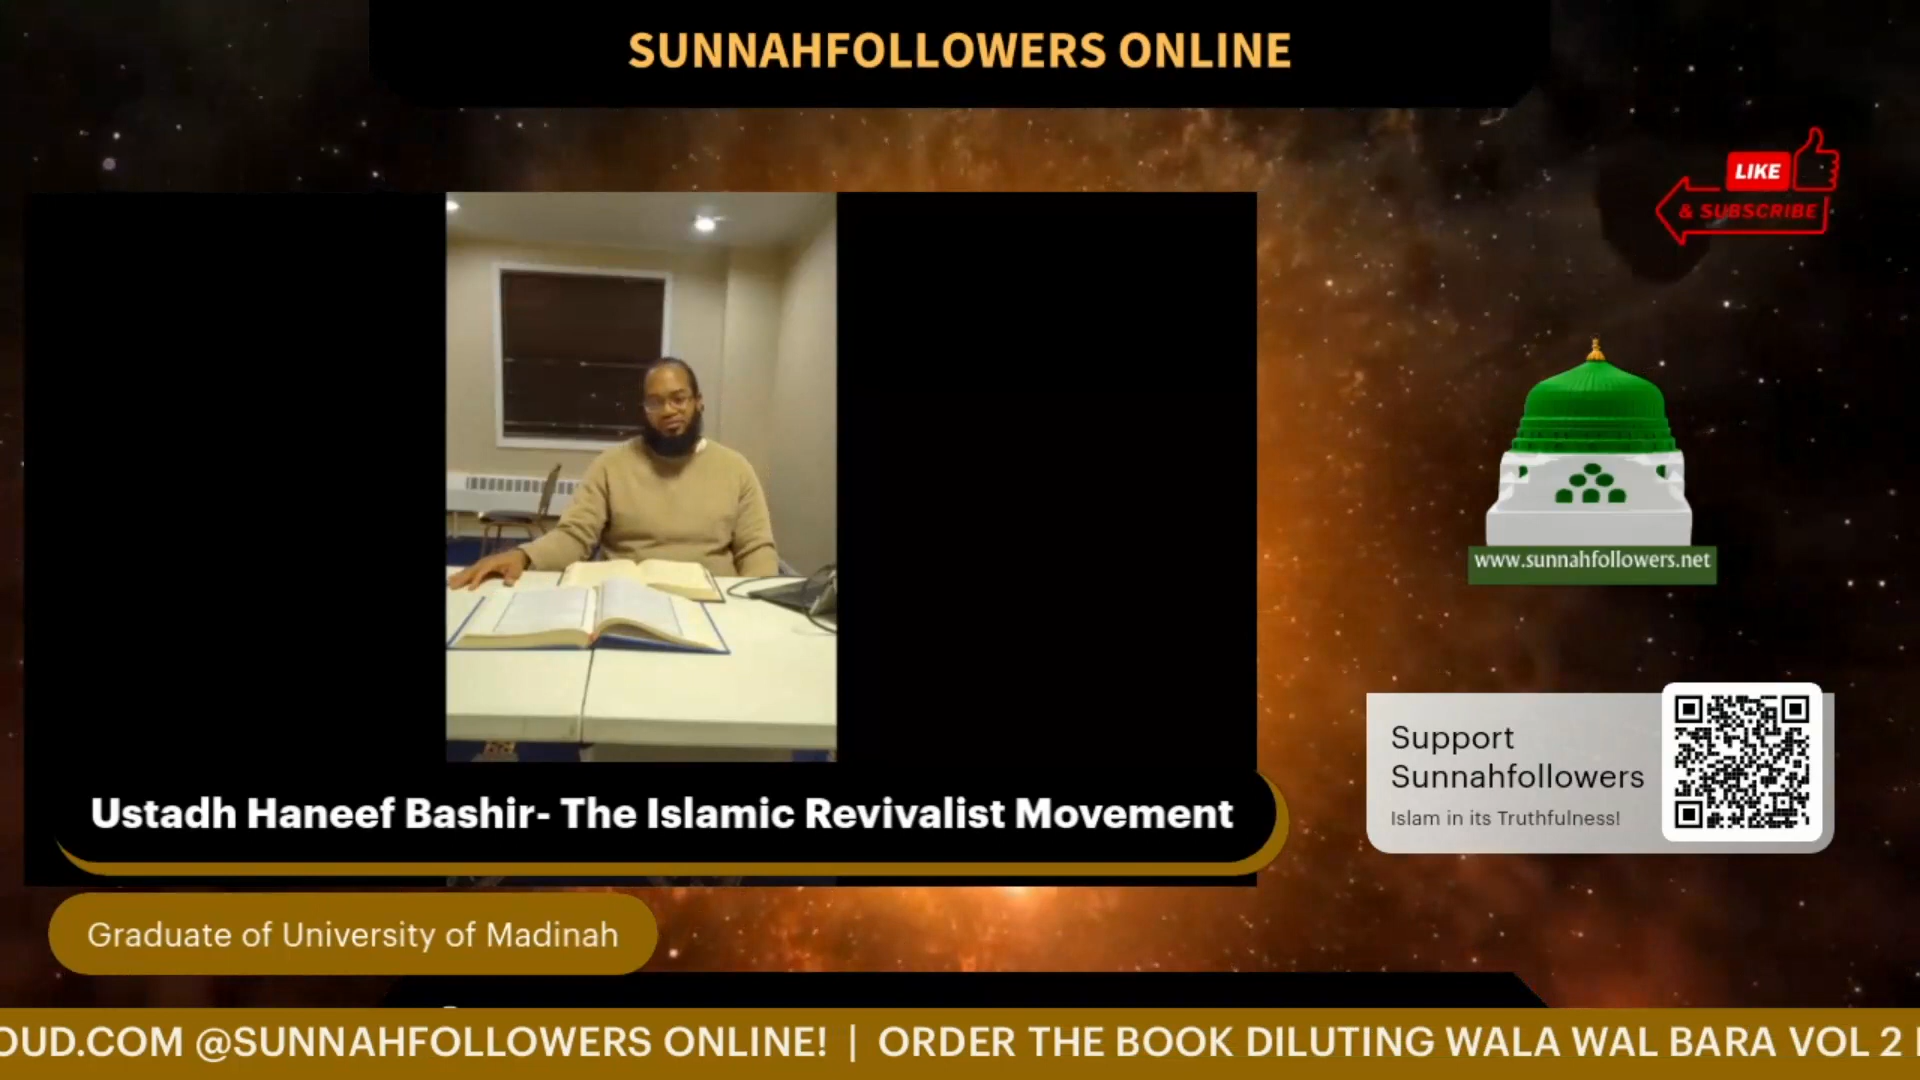 SUNNAHFOLLOWERS ONLINE
LIKE
& SUBSCRIBE
www.sunnahfollowers.net
Support
Sunnahfollowers
Islam in its Truthfulness!
Ustadh Haneef Bashir- The Islamic Revivalist Movement
Graduate of University of Madinah
OUD.COM @SUNNAHFOLLOWERS ONLINE! | ORDER THE BOOK DILUTING WALA WAL BARA VOL 2